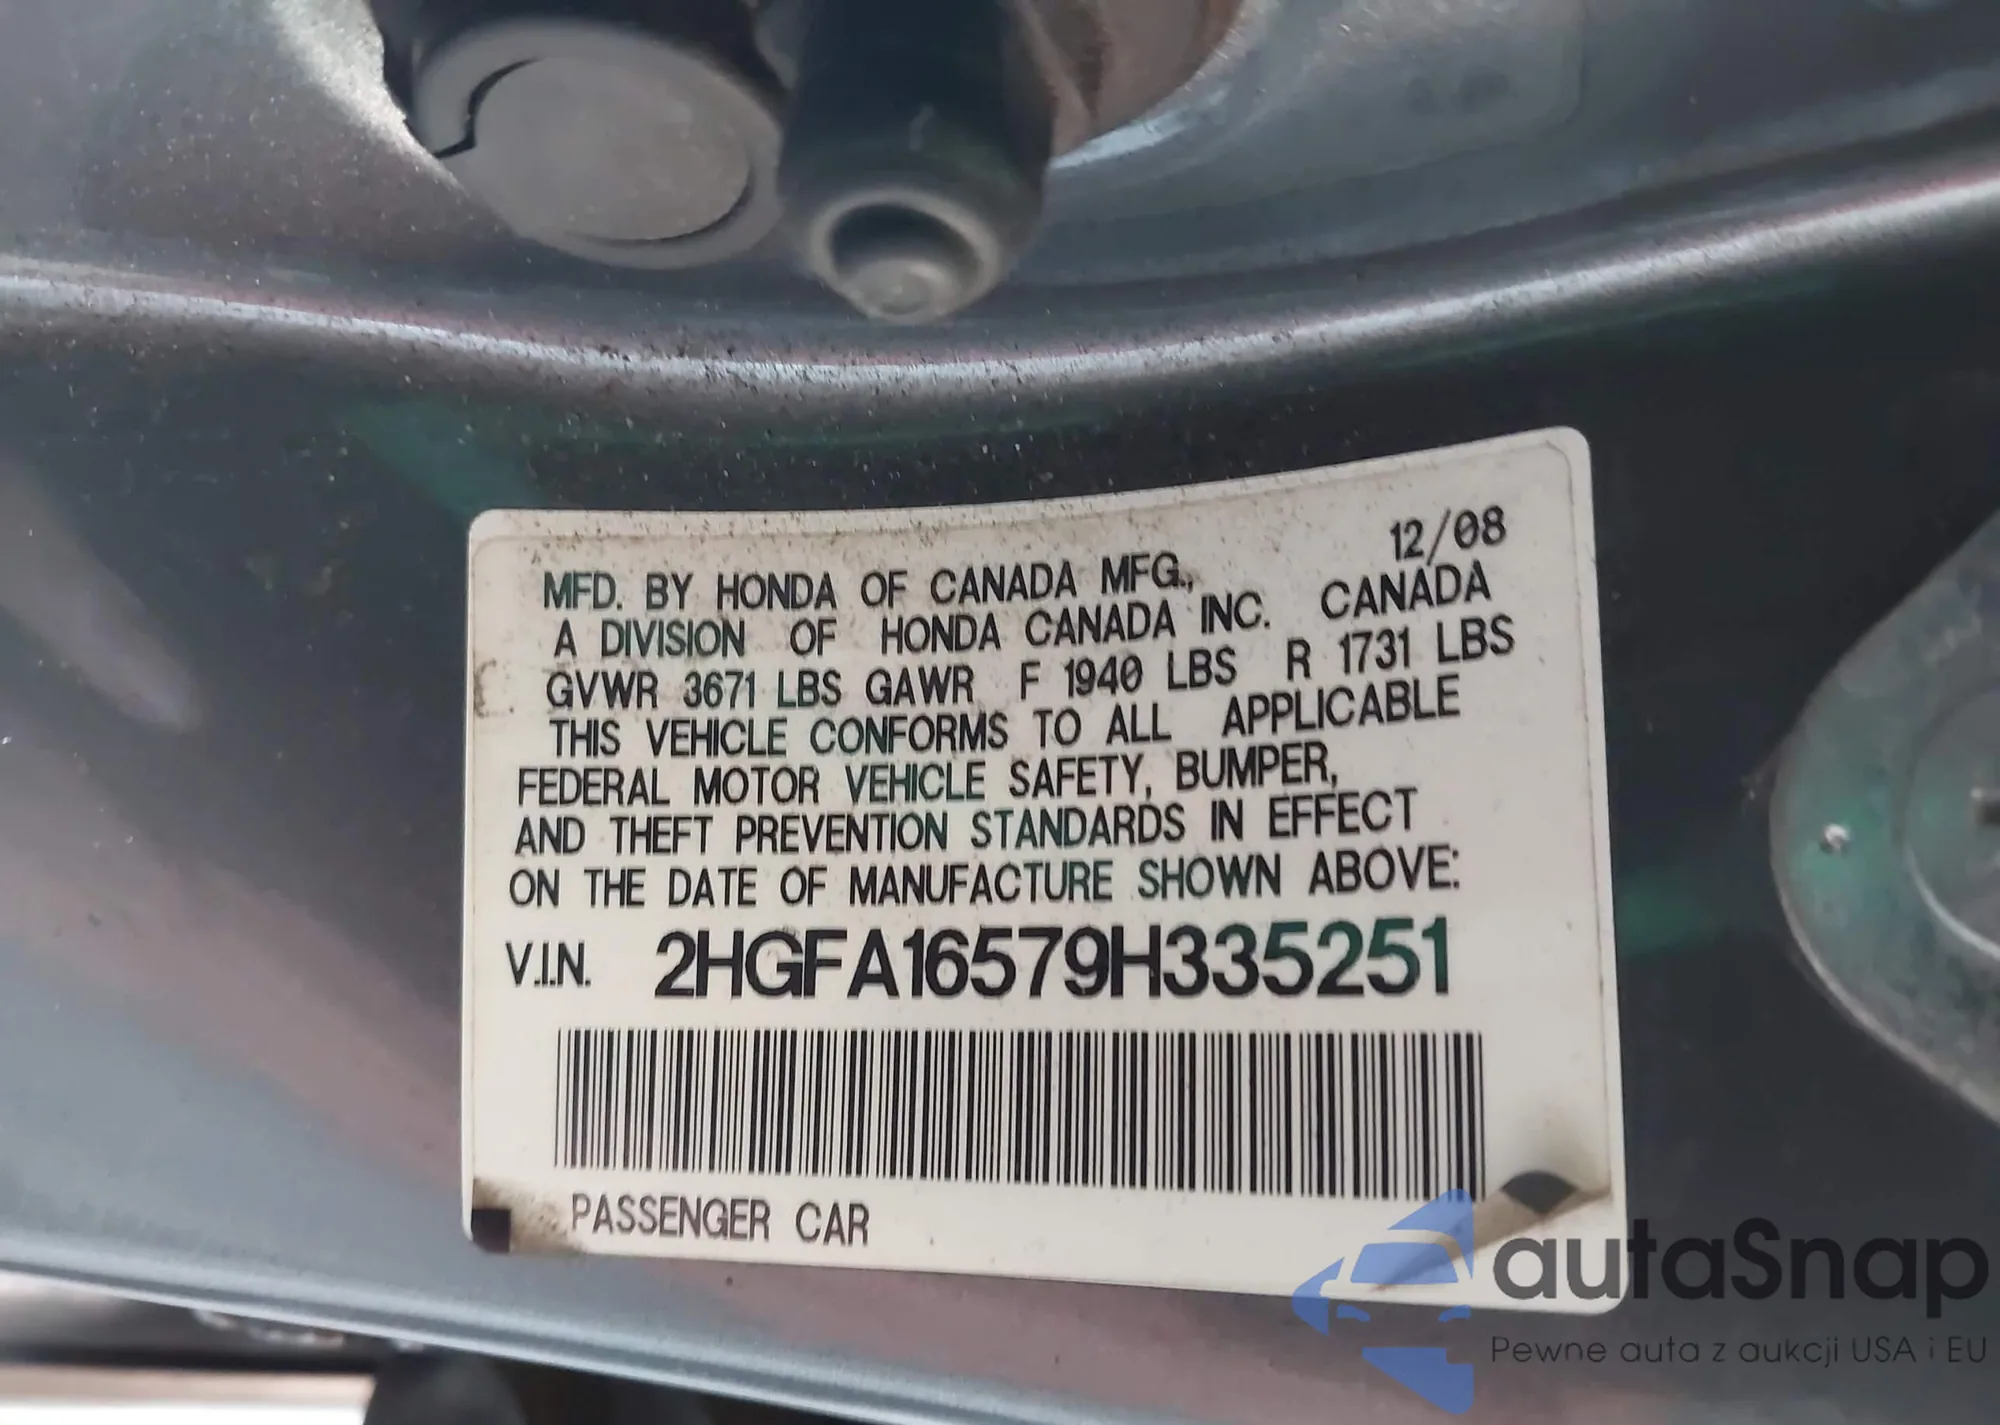 12/08
MFD. BY HONDA OF CANADA MFG.,
A DIVISION OF HONDA CANADA INC. CANADA
GVWR 3671 LBS GAWR F 1940 LBS R 1731 LBS
THIS VEHICLE CONFORMS TO ALL APPLICABLE
FEDERAL MOTOR VEHICLE SAFETY, BUMPER,
AND THEFT PREVENTION STANDARDS IN EFFECT
ON THE DATE OF MANUFACTURE SHOWN ABOVE:
V.I.N. 2HGFA16579H335251
PASSENGER CAR
autaSnap
Pewne auta z aukcji USA i EU